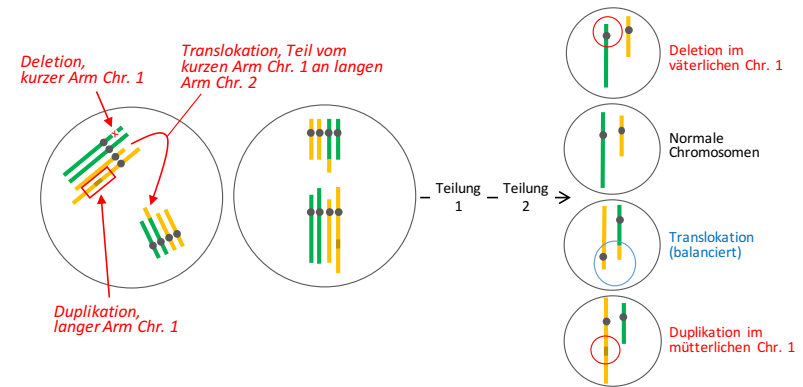 Deletion,
kurzer Arm Chr. 1
Translokation, Teil vom
kurzen Arm Chr. 1 an langen
Arm Chr. 2
x
Duplikation,
langer Arm Chr. 1
Teilung
1
Teilung
2
Deletion im
väterlichen Chr. 1
Normale
Chromosomen
Translokation
(balanciert)
Duplikation im
mütterlichen Chr. 1